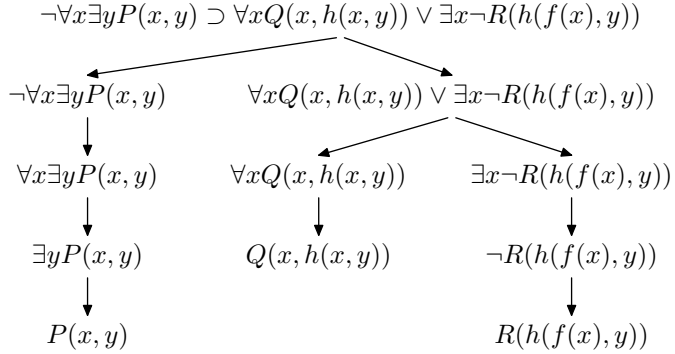 ¬∀x∃yP(x, y) ⊃ ∀xQ(x, h(x, y)) ∨ ∃x¬R(h(f(x), y))
¬∀x∃yP(x, y) ∀xQ(x, h(x, y)) ∨ ∃x¬R(h(f(x), y))
∀x∃yP(x, y) ∀xQ(x, h(x, y)) ∃x¬R(h(f(x), y))
∃yP(x, y) Q(x, h(x, y)) ¬R(h(f(x), y))
P(x, y) R(h(f(x), y))